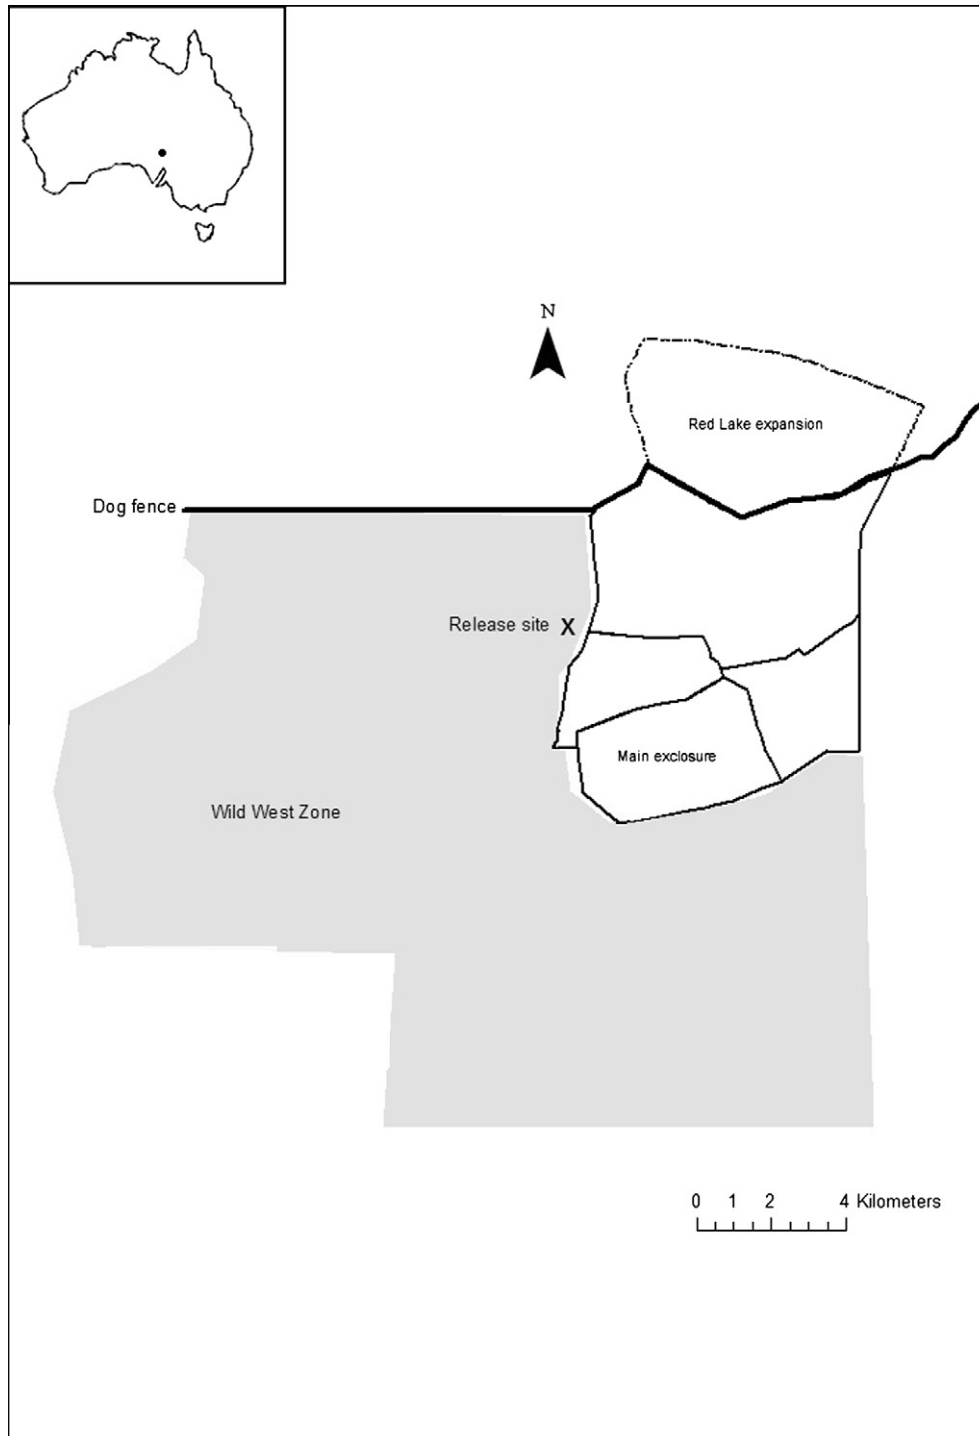 N
Red Lake expansion
Dog fence
Release site X
Main exclosure
Wild West Zone
0 1 2 4 Kilometers